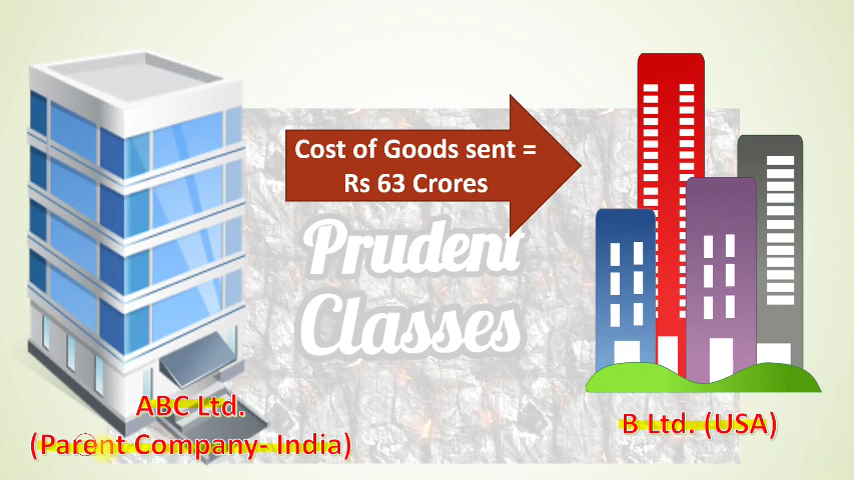 Cost of Goods sent =
Rs 63 Crores
Prudent
Classes
ABC Ltd.
(Parent Company- India)
B Ltd. (USA)